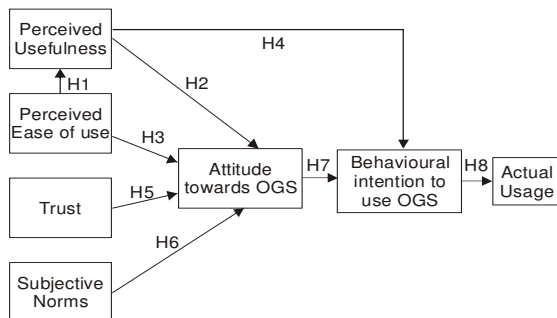 Perceived
Usefulness
H4
H1
H2
Perceived
Ease of use
H3
Attitude
towards OGS
H7
Behavioural
intention to
use OGS
H8
Actual
Usage
H5
Trust
H6
Subjective
Norms